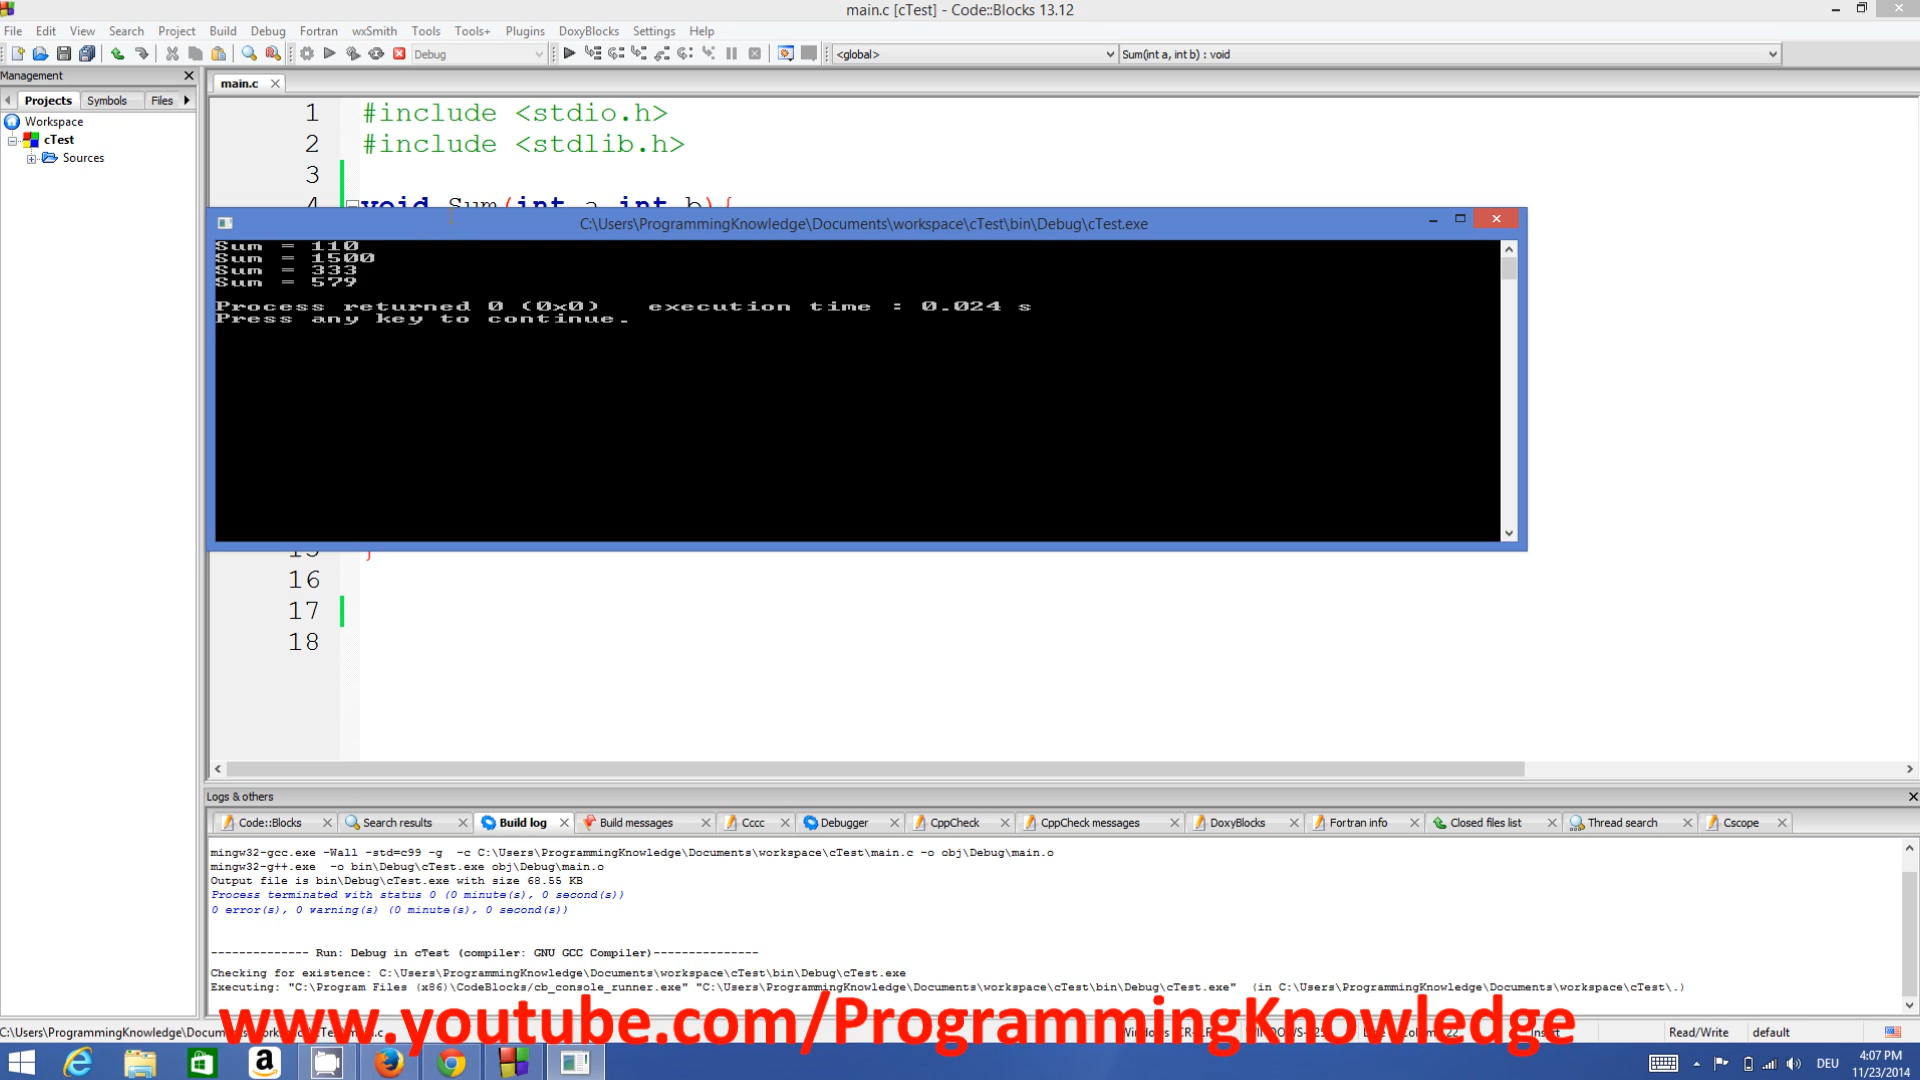 main.c [cTest] - Code::Blocks 13.12
File Edit View Search Project Build Debug Fortran wxSmith Tools Tools+ Plugins DoxyBlocks Settings Help
Debug <global> Sum(int a, int b) : void
Management
main.c
Projects Symbols Files
Workspace
cTest
Sources
1 #include <stdio.h>
2 #include <stdlib.h>
3
4 void Sum(int a int b){
C:\Users\ProgrammingKnowledge\Documents\workspace\cTest\bin\Debug\cTest.exe
Sum = 110
Sum = 1500
Sum = 333
Sum = 579
Process returned 0 (0x0) execution time : 0.024 s
Press any key to continue.
15 }
16
17
18
Logs & others
Code::Blocks Search results Build log Build messages Cccc Debugger CppCheck CppCheck messages DoxyBlocks Fortran info Closed files list Thread search Cscope
mingw32-gcc.exe -Wall -std=c99 -g -c C:\Users\ProgrammingKnowledge\Documents\workspace\cTest\main.c -o obj\Debug\main.o
mingw32-g++.exe -o bin\Debug\cTest.exe obj\Debug\main.o
Output file is bin\Debug\cTest.exe with size 68.55 KB
Process terminated with status 0 (0 minute(s), 0 second(s))
0 error(s), 0 warning(s) (0 minute(s), 0 second(s))
-------------- Run: Debug in cTest (compiler: GNU GCC Compiler)---------------
Checking for existence: C:\Users\ProgrammingKnowledge\Documents\workspace\cTest\bin\Debug\cTest.exe
Executing: "C:\Program Files (x86)\CodeBlocks/cb_console_runner.exe" "C:\Users\ProgrammingKnowledge\Documents\workspace\cTest\bin\Debug\cTest.exe" (in C:\Users\ProgrammingKnowledge\Documents\workspace\cTest\.)
www.youtube.com/ProgrammingKnowledge
Read/Write default
DEU
4:07 PM
11/23/2014